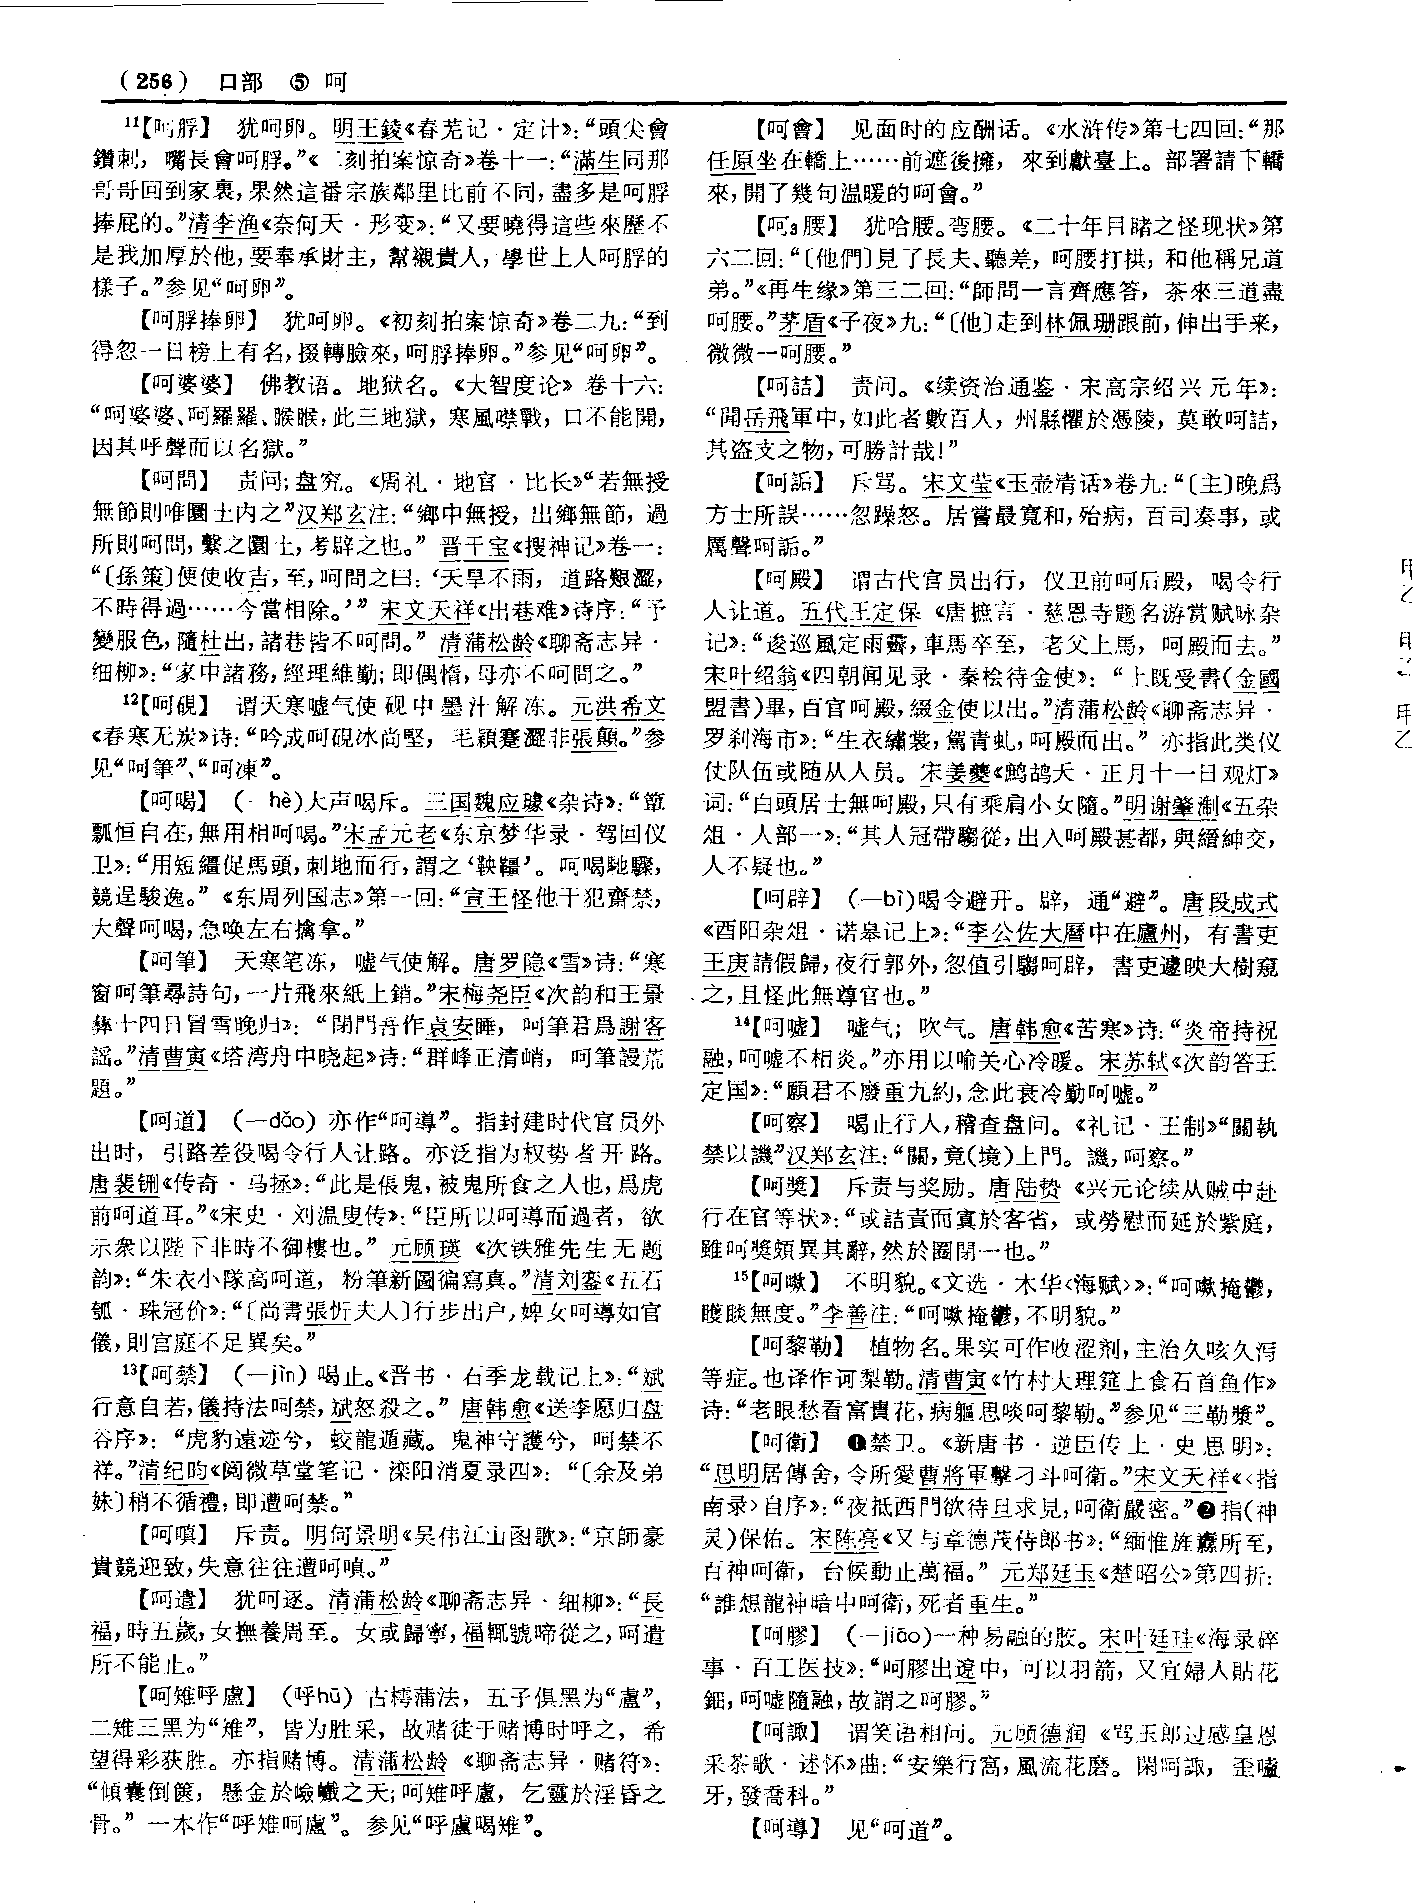 (256) 口部 ⑤ 呵
11【呵脬】 犹呵卵。明王錂《春芜记·定计》:“頭尖會
鑽刺，嘴長會呵脬。”《二刻拍案惊奇》卷十一:“滿生同那
哥哥回到家裏,果然這番宗族鄰里比前不同,盡多是呵脬
捧屁的。”清李渔《奈何天·形变》:“又要曉得這些來歷不
是我加厚於他,要奉承財主，幫襯貴人，學世上人呵脬的
樣子。”参见“呵卵”。
【呵脬捧卵】 犹呵卵。《初刻拍案惊奇》卷二九:“到
得忽一日榜上有名,掇轉臉來,呵脬捧卵。”参见“呵卵”。
【呵婆婆】 佛教语。地狱名。《大智度论》卷十六:
“呵婆婆、呵羅羅、睺睺,此三地獄，寒風噤戰，口不能開，
因其呼聲而以名獄。”
【呵問】 责问;盘究。《周礼·地官·比长》“若無授
無節則唯圜土内之”汉郑玄注:“鄉中無授，出鄉無節，過
所則呵問,繫之圜土,考辟之也。”晋干宝《搜神记》卷一:
“〔孫策〕便使收吉,至,呵問之曰:‘天旱不雨，道路艱澀，
不時得過……今當相除。’”宋文天祥《出巷难》诗序:“予
變服色,隨杜出,諸巷皆不呵問。”清蒲松龄《聊斋志异·
细柳》:“家中諸務,經理維勤;即偶惰,母亦不呵問之。”
12【呵硯】 谓天寒嘘气使砚中墨汁解冻。元洪希文
《春寒无炭》诗:“吟成呵硯冰尚堅，毛穎蹇澀非張顛。”参
见“呵筆”、“呵凍”。
【呵喝】 (－hè)大声喝斥。三国魏应璩《杂诗》:“簞
瓢恒自在,無用相呵喝。”宋孟元老《东京梦华录·驾回仪
卫》:“用短纏促馬頭,刺地而行,謂之‘鞅韁’。呵喝馳驟，
競逞駿逸。”《东周列国志》第一回:“宣王怪他干犯齋禁，
大聲呵喝,急唤左右擒拿。”
【呵筆】 天寒笔冻，嘘气使解。唐罗隐《雪》诗:“寒
窗呵筆尋詩句,一片飛來紙上銷。”宋梅尧臣《次韵和王景
彝十四日冒雪晚归》:“閉門吾作袁安睡，呵筆君爲謝客
謡。”清曹寅《塔湾舟中晓起》诗:“群峰正清峭，呵筆謾荒
題。”
【呵道】 (－dǎo)亦作“呵導”。指封建时代官员外
出时，引路差役喝令行人让路。亦泛指为权势者开路。
唐裴铏《传奇·马拯》:“此是倀鬼,被鬼所食之人也,爲虎
前呵道耳。”《宋史·刘温叟传》:“臣所以呵導而過者，欲
示衆以陛下非時不御樓也。”元顾瑛《次铁雅先生无题
韵》:“朱衣小隊高呵道，粉筆新圖徧寫真。”清刘銮《五石
瓠·珠冠价》:“〔尚書張忻夫人〕行步出户,婢女呵導如官
儀,則宫庭不足異矣。”
13【呵禁】 (－jìn)喝止。《晋书·石季龙载记上》:“斌
行意自若,儀持法呵禁,斌怒殺之。”唐韩愈《送李愿归盘
谷序》:“虎豹遠迹兮，蛟龍遁藏。鬼神守護兮，呵禁不
祥。”清纪昀《阅微草堂笔记·滦阳消夏录四》:“〔余及弟
妹〕稍不循禮,即遭呵禁。”
【呵嗔】 斥责。明何景明《吴伟江山图歌》:“京師豪
貴競迎致,失意往往遭呵嗔。”
【呵遣】 犹呵逐。清蒲松龄《聊斋志异·细柳》:“長
福,時五歲,女撫養周至。女或歸寧,福輒號啼從之,呵遣
所不能止。”
【呵雉呼盧】 (呼hū)古樗蒲法，五子俱黑为“盧”，
二雉三黑为“雉”，皆为胜采，故赌徒于赌博时呼之，希
望得彩获胜。亦指赌博。清蒲松龄《聊斋志异·赌符》:
“傾囊倒篋，懸金於嶮巇之天;呵雉呼盧，乞靈於淫昏之
骨。”一本作“呼雉呵盧”。参见“呼盧喝雉”。
【呵會】 见面时的应酬话。《水浒传》第七四回:“那
任原坐在轎上……前遮後擁，來到獻臺上。部署請下轎
來,開了幾句温暖的呵會。”
【呵a腰】 犹哈腰。弯腰。《二十年目睹之怪现状》第
六二回:“〔他們〕見了長夫、聽差，呵腰打拱，和他稱兄道
弟。”《再生缘》第三二回:“師問一言齊應答，茶來三道盡
呵腰。”茅盾《子夜》九:“〔他〕走到林佩珊跟前,伸出手来，
微微一呵腰。”
【呵詰】 责问。《续资治通鉴·宋高宗绍兴元年》:
“聞岳飛軍中,如此者數百人，州縣懼於憑陵，莫敢呵詰，
其盗支之物,可勝計哉!”
【呵詬】 斥骂。宋文莹《玉壶清话》卷九:“〔主〕晚爲
方士所誤……忽躁怒。居嘗最寬和,殆病，百司奏事，或
厲聲呵詬。”
【呵殿】 谓古代官员出行，仪卫前呵后殿，喝令行
人让道。五代王定保《唐摭言·慈恩寺题名游赏赋咏杂
记》:“逡巡風定雨霽,車馬卒至，老父上馬，呵殿而去。”
宋叶绍翁《四朝闻见录·秦桧待金使》:“上既受書(金國
盟書)畢,百官呵殿,綴金使以出。”清蒲松龄《聊斋志异·
罗刹海市》:“生衣繡裳,駕青虬,呵殿而出。”亦指此类仪
仗队伍或随从人员。宋姜夔《鹧鸪天·正月十一日观灯》
词:“白頭居士無呵殿,只有乘肩小女隨。”明谢肇淛《五杂
俎·人部一》:“其人冠帶騶從,出入呵殿甚都,與縉紳交，
人不疑也。”
【呵辟】 (－bì)喝令避开。辟，通“避”。唐段成式
《酉阳杂俎·诺皋记上》:“李公佐大曆中在廬州，有書吏
王庚請假歸,夜行郭外,忽值引騶呵辟，書吏遽映大樹窺
之,且怪此無尊官也。”
14【呵嘘】 嘘气；吹气。唐韩愈《苦寒》诗:“炎帝持祝
融,呵嘘不相炎。”亦用以喻关心冷暖。宋苏轼《次韵答王
定国》:“願君不廢重九約,念此衰冷勤呵嘘。”
【呵察】 喝止行人,稽查盘问。《礼记·王制》“關執
禁以譏”汉郑玄注:“關,竟(境)上門。譏,呵察。”
【呵獎】 斥责与奖励。唐陆贽《兴元论续从贼中赴
行在官等状》:“或詰責而寘於客省，或勞慰而延於紫庭，
雖呵獎頗異其辭,然於圈閉一也。”
15【呵嗽】 不明貌。《文选·木华〈海赋〉》:“呵嗽掩鬱，
矆睒無度。”李善注:“呵嗽掩鬱,不明貌。”
【呵黎勒】 植物名。果实可作收涩剂,主治久咳久泻
等症。也译作诃梨勒。清曹寅《竹村大理筵上食石首鱼作》
诗:“老眼愁看富貴花,病軀思啖呵黎勒。”参见“三勒漿”。
【呵衛】 ❶禁卫。《新唐书·逆臣传上·史思明》:
“思明居傳舍,令所愛曹將軍擊刁斗呵衛。”宋文天祥《〈指
南录〉自序》:“夜抵西門欲待旦求見,呵衛嚴密。”❷指(神
灵)保佑。宋陈亮《又与章德茂侍郎书》:“緬惟旌纛所至，
百神呵衛，台候動止萬福。”元郑廷玉《楚昭公》第四折:
“誰想龍神暗中呵衛,死者重生。”
【呵膠】 (－jiāo)一种易融的胶。宋叶廷珪《海录碎
事·百工医技》:“呵膠出遼中，可以羽箭，又宜婦人貼花
鈿,呵嘘隨融,故謂之呵膠。”
【呵諏】 谓笑语相问。元顾德润《骂玉郎过感皇恩
采茶歌·述怀》曲:“安樂行窩,風流花磨。閑呵諏，歪嗑
牙,發喬科。”
【呵導】 见“呵道”。